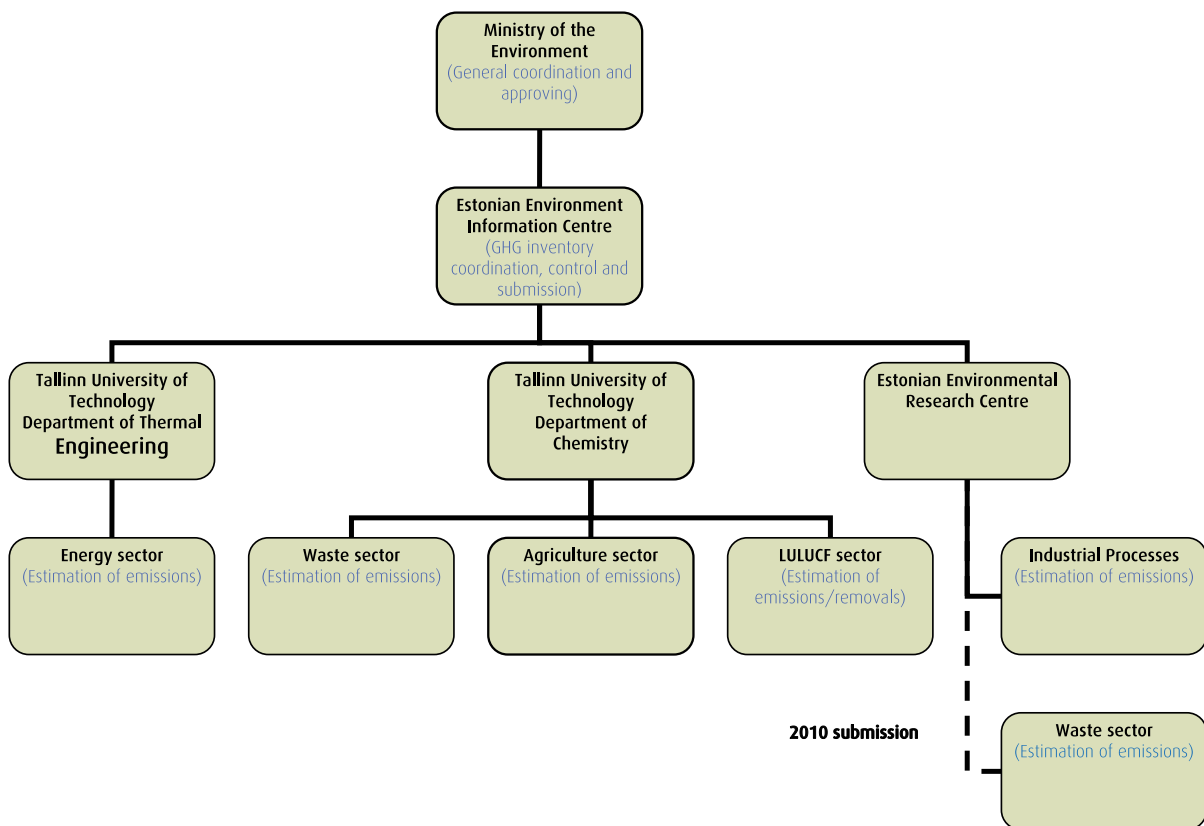 Ministry of the
Environment
(General coordination and
approving)
Estonian Environment
Information Centre
(GHG inventory
coordination, control and
submission)
Tallinn University of
Technology
Department of Thermal
Engineering
Tallinn University of
Technology
Department of
Chemistry
Estonian Environmental
Research Centre
Energy sector
(Estimation of emissions)
Waste sector
(Estimation of emissions)
Agriculture sector
(Estimation of emissions)
LULUCF sector
(Estimation of
emissions/removals)
Industrial Processes
(Estimation of emissions)
2010 submission
Waste sector
(Estimation of emissions)